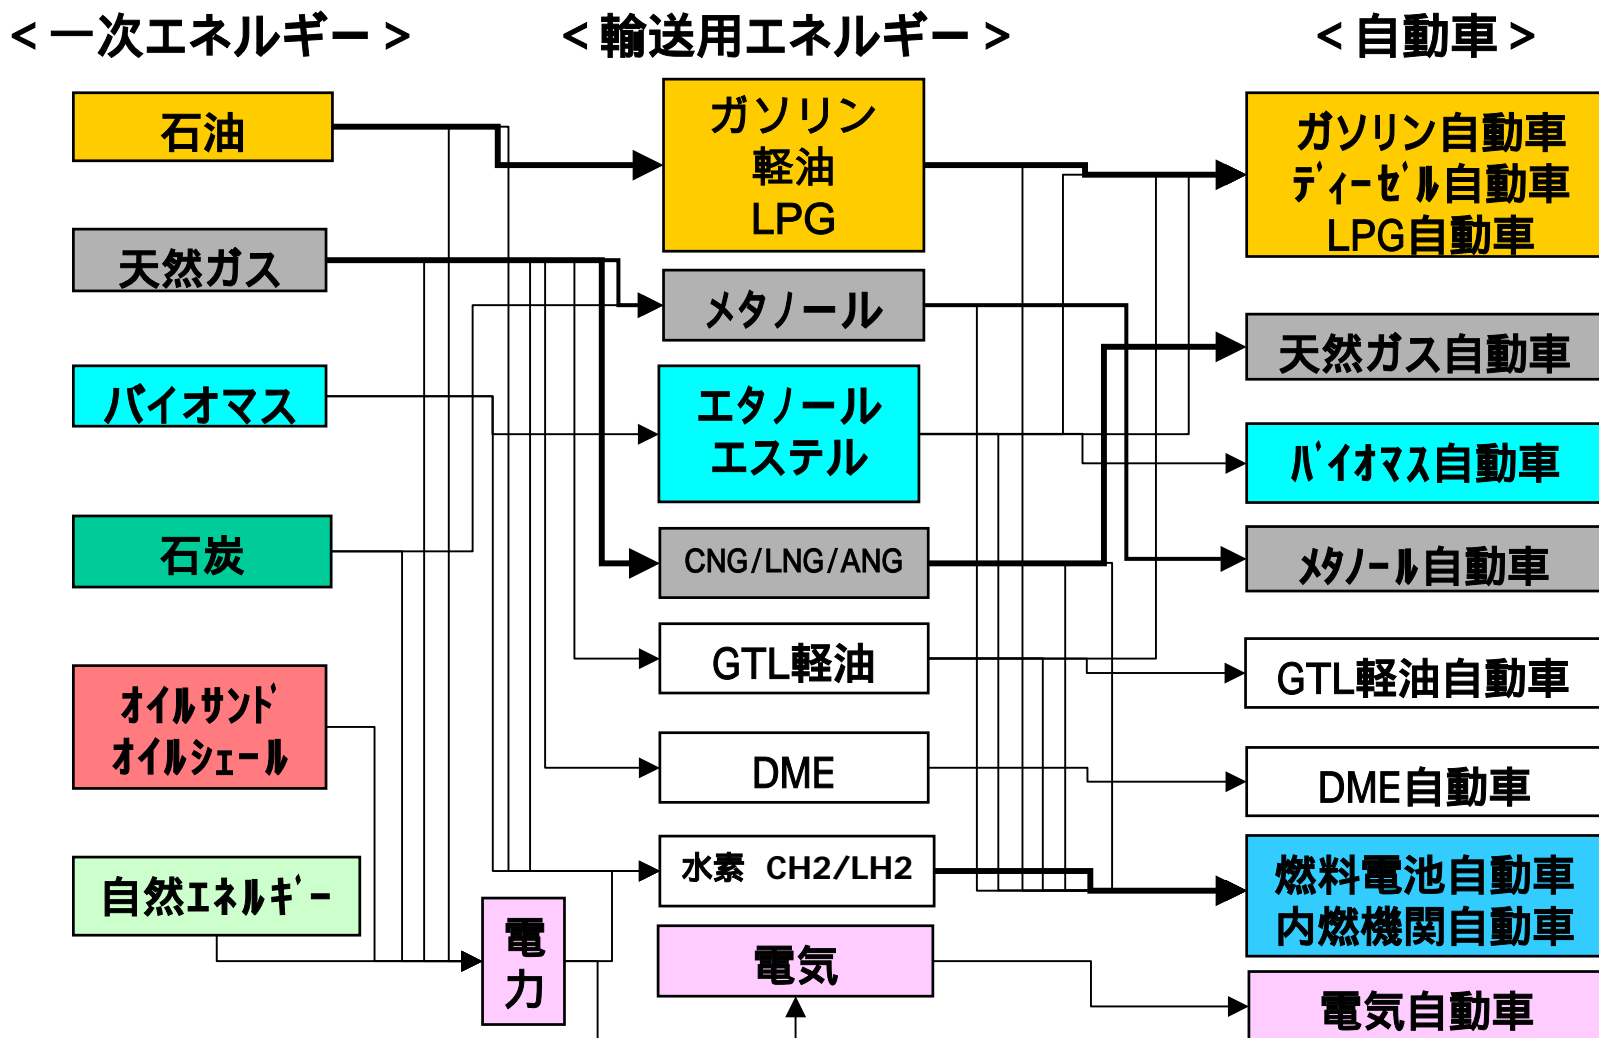 ＜一次エネルギー＞
＜輸送用エネルギー＞
＜自動車＞
石油
天然ガス
バイオマス
石炭
ｵｲﾙサﾝﾄﾞ
ｵｲﾙｼｪｰﾙ
自然ｴﾈﾙｷﾞｰ
電
力
ガソリン
軽油
LPG
メタノール
エタノール
エステル
CNG/LNG/ANG
GTL軽油
DME
水素 CH2/LH2
電気
ガソリン自動車
ﾃﾞｨｰｾﾞﾙ自動車
LPG自動車
天然ガス自動車
ﾊﾞｲｵﾏｽ自動車
ﾒﾀﾉｰﾙ自動車
GTL軽油自動車
DME自動車
燃料電池自動車
内燃機関自動車
電気自動車